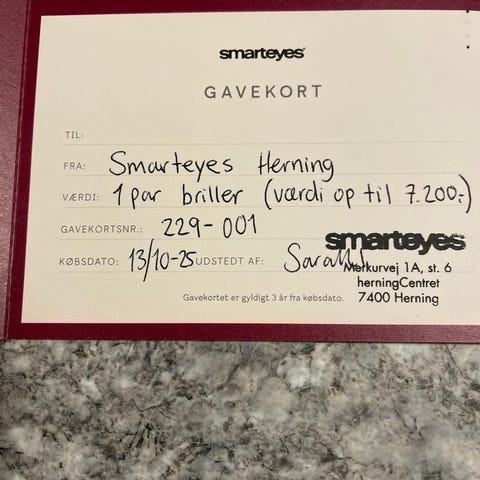 smarteyes
GAVEKORT
TIL:
FRA: Smarteyes Herning
VÆRDI: 1 par briller (værdi op til 7.200.-)
GAVEKORTSNR.: 229-001
KØBSDATO: 13/10-25 UDSTEDT AF: Sarah
smarteyes
Merkurvej 1A, st. 6
herningCentret
Gavekortet er gyldigt 3 år fra købsdato.
7400 Herning